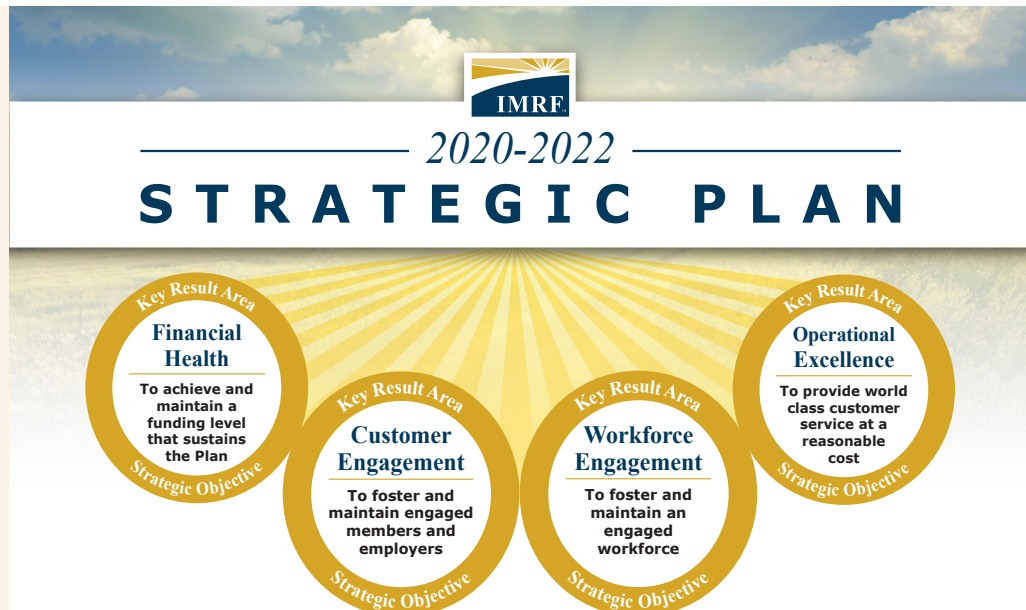 IMRF™
2020-2022
STRATEGIC PLAN
Key Result Area
Financial
Health
To achieve and
maintain a
funding level
that sustains
the Plan
Strategic Objective
Key Result Area
Customer
Engagement
To foster and
maintain engaged
members and
employers
Strategic Objective
Key Result Area
Workforce
Engagement
To foster and
maintain an
engaged
workforce
Strategic Objective
Key Result Area
Operational
Excellence
To provide world
class customer
service at a
reasonable
cost
Strategic Objective